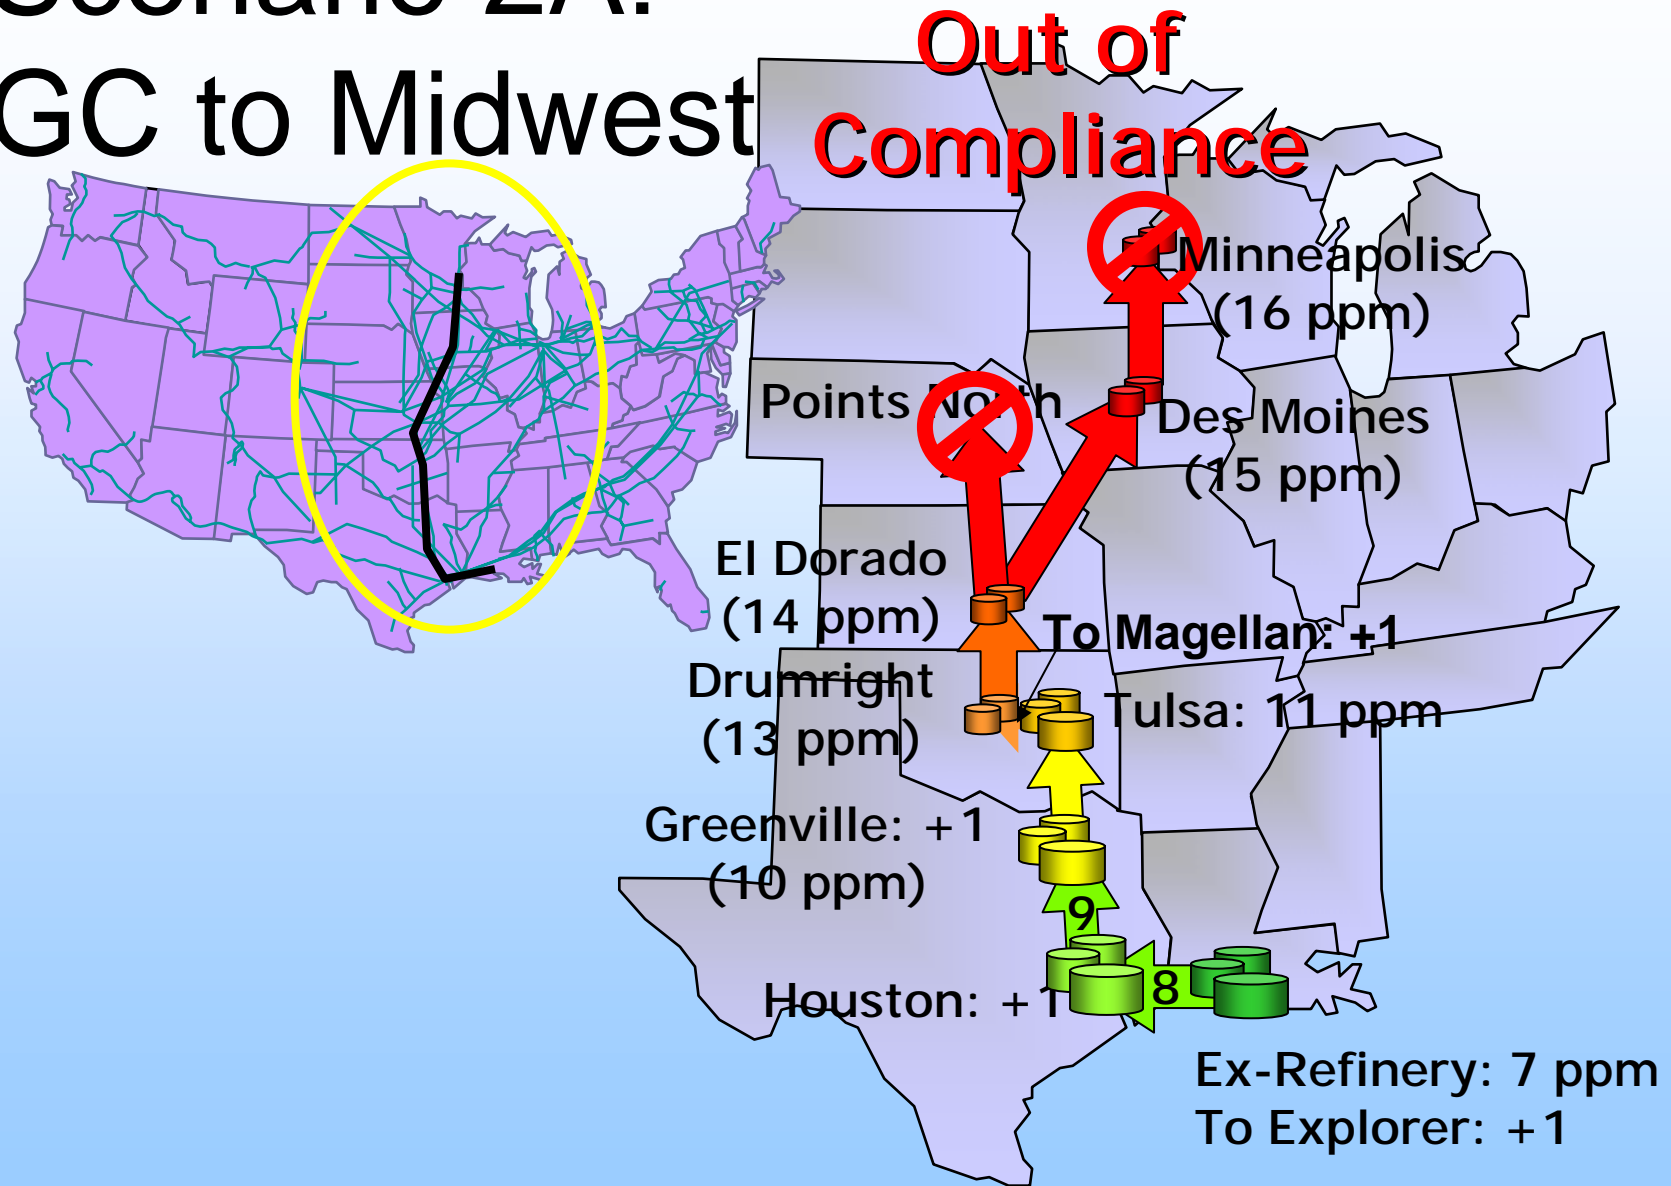 Scenario 2A:
GC to Midwest
Out of
Compliance
Minneapolis
(16 ppm)
Points North
Des Moines
(15 ppm)
El Dorado
(14 ppm)
To Magellan: +1
Drumright
(13 ppm)
Tulsa: 11 ppm
Greenville: +1
(10 ppm)
9
Houston: +1
8
Ex-Refinery: 7 ppm
To Explorer: +1